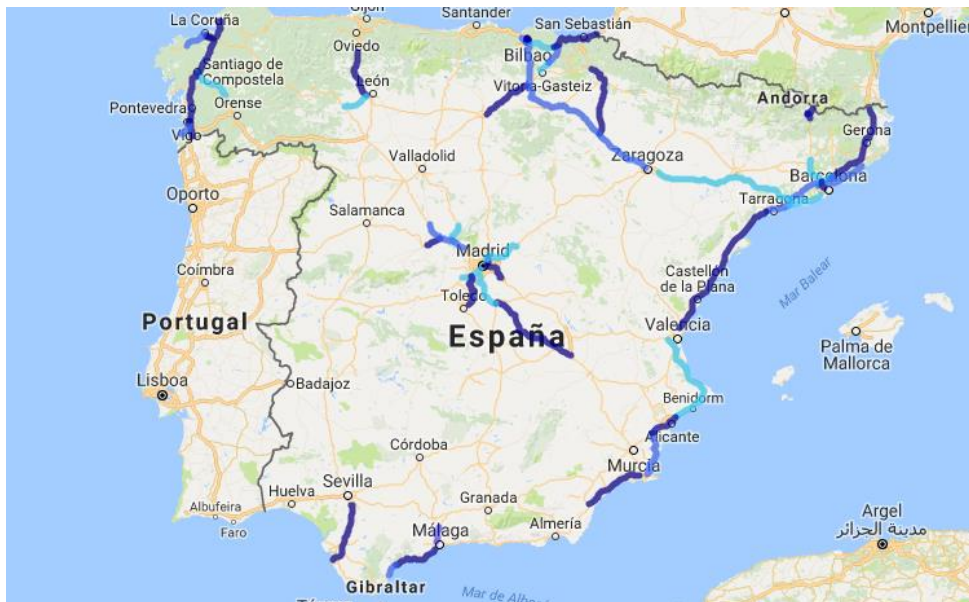 La Coruña
Gijón
Santander
San Sebastián
Montpellier
Oviedo
Bilbao
Santiago de
Compostela
León
Vitoria-Gasteiz
Pontevedra
Orense
Andorra
Gerona
Vigo
Valladolid
Zaragoza
Barcelona
Oporto
Tarragona
Salamanca
Madrid
Coímbra
Castellón
de la Plana
Mar Balear
Toledo
Portugal
España
Valencia
Palma de
Mallorca
Lisboa
Badajoz
Benidorm
Alicante
Córdoba
Murcia
Sevilla
Huelva
Granada
Albufeira
Faro
Málaga
Almería
Argel
مدينة الجزائر
Gibraltar